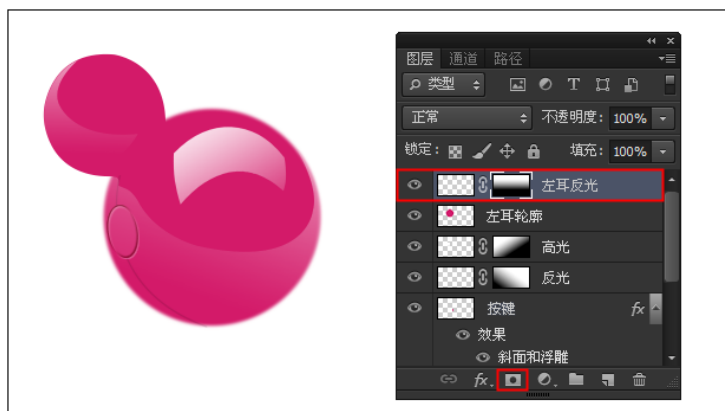 图层 通道 路径
类型 T
正常 不透明度: 100%
锁定: 填充: 100%
左耳反光
左耳轮廓
高光
反光
按键 fx
效果
斜面和浮雕
fx.